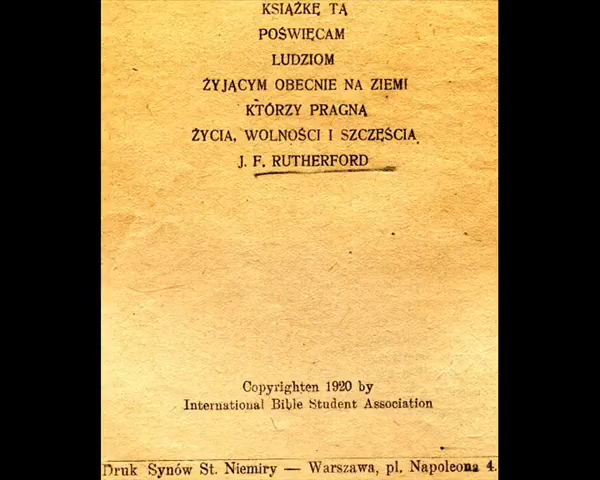 KSIĄŻKĘ TĄ
POŚWIĘCAM
LUDZIOM
ŻYJĄCYM OBECNIE NA ZIEMI
KTÓRZY PRAGNĄ
ŻYCIA, WOLNOŚCI I SZCZĘŚCIA
J. F. RUTHERFORD
Copyrighten 1920 by
International Bible Student Association
Druk Synów St. Niemiry — Warszawa, pl. Napoleona 4.